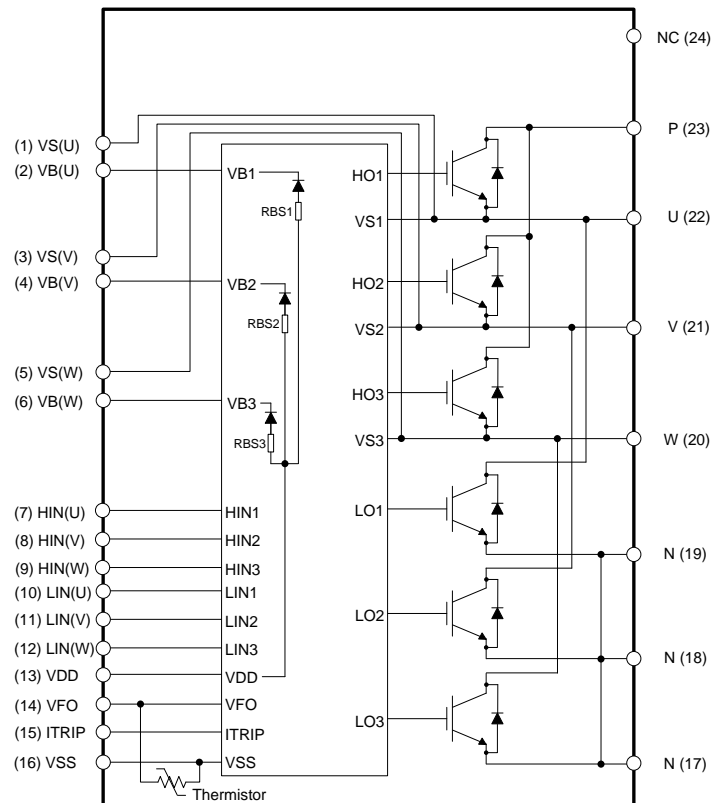 NC (24)
P (23)
(1) VS(U)
(2) VB(U)
VB1
HO1
RBS1
VS1
U (22)
(3) VS(V)
(4) VB(V)
VB2
HO2
RBS2
VS2
V (21)
(5) VS(W)
(6) VB(W)
VB3
HO3
RBS3
VS3
W (20)
(7) HIN(U)
HIN1
LO1
(8) HIN(V)
HIN2
(9) HIN(W)
HIN3
N (19)
(10) LIN(U)
LIN1
(11) LIN(V)
LIN2
LO2
(12) LIN(W)
LIN3
N (18)
(13) VDD
VDD
(14) VFO
VFO
LO3
(15) ITRIP
ITRIP
(16) VSS
VSS
N (17)
Thermistor